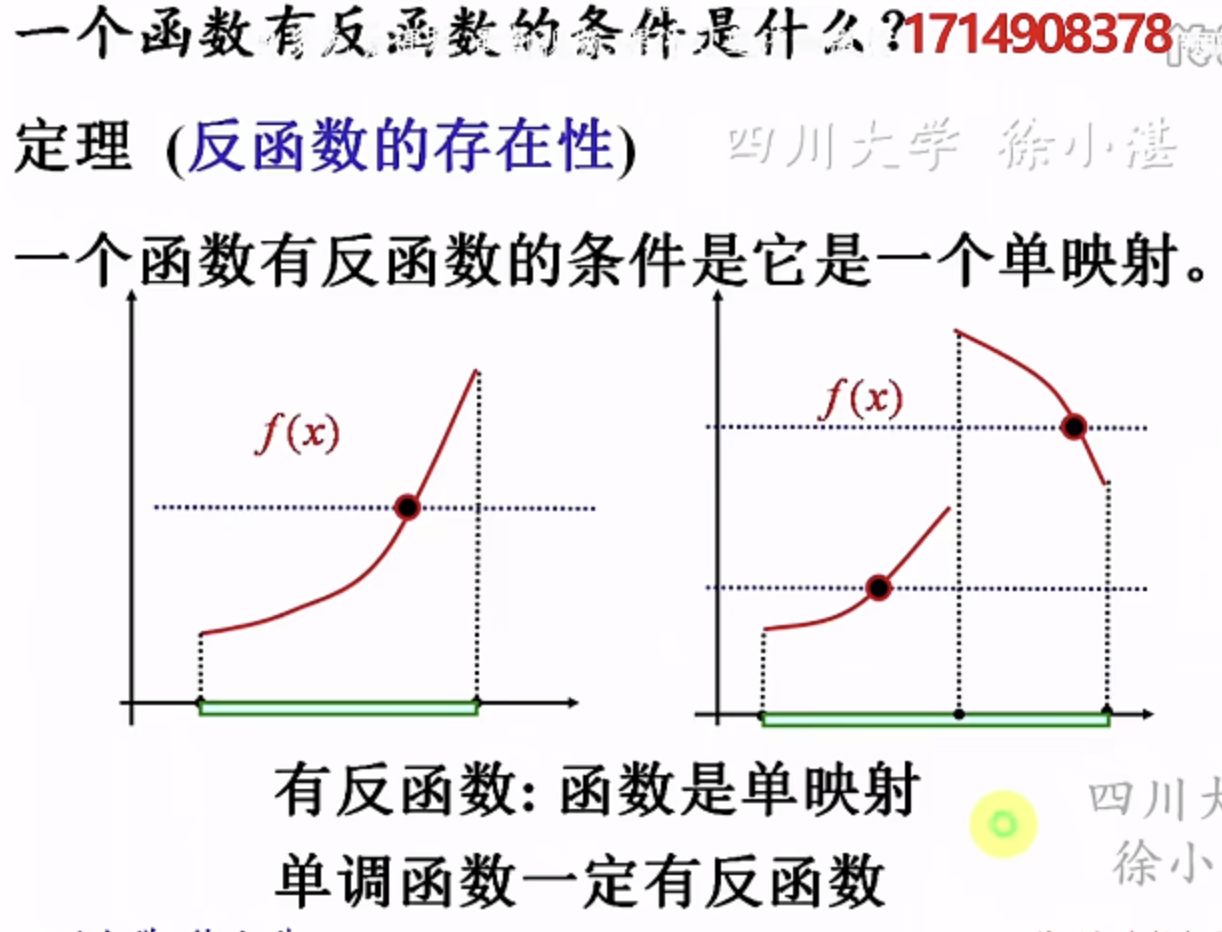 一个函数有反函数的条件是什么?1714908378
定理 (反函数的存在性) 四川大学 徐小湛
一个函数有反函数的条件是它是一个单映射。
f(x) f(x)
有反函数: 函数是单映射
四川大
单调函数一定有反函数
徐小